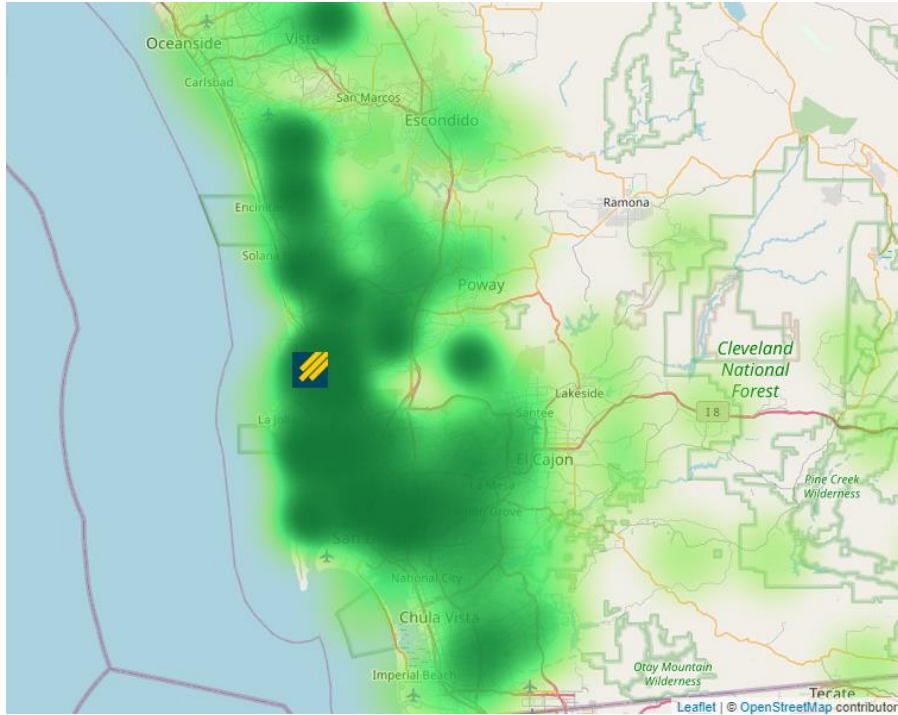 Oceanside
Vista
Carlsbad
San Marcos
Escondido
Ramona
Encinitas
Solana
Poway
Cleveland
National
Forest
Lakeside
La Jolla
Santee
I 8
El Cajon
La Mesa
Pine Creek
Wilderness
San Di
National City
Chula Vista
Otay Mountain
Wilderness
Imperial Beach
Tecate
Leaflet | © OpenStreetMap contributor